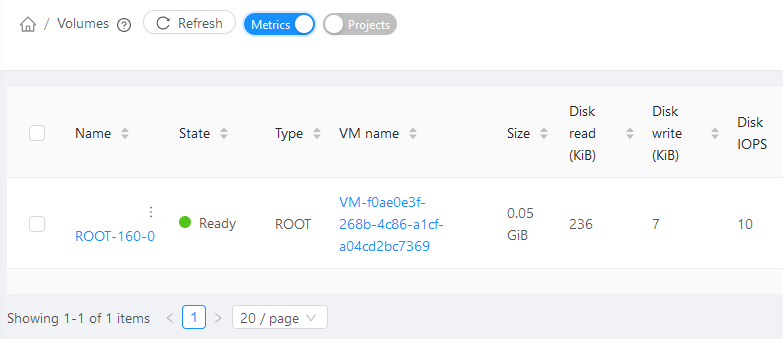 / Volumes Refresh Metrics Projects
Name State Type VM name Size Disk read (KiB) Disk write (KiB) Disk IOPS
ROOT-160-0 Ready ROOT VM-f0ae0e3f-268b-4c86-a1cf-a04cd2bc7369 0.05 GiB 236 7 10
Showing 1-1 of 1 items < 1 > 20 / page